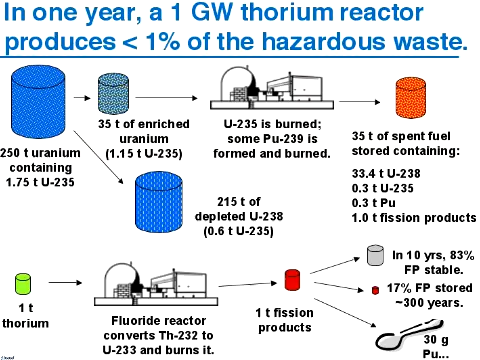 In one year, a 1 GW thorium reactor
produces < 1% of the hazardous waste.
250 t uranium
containing
1.75 t U-235
35 t of enriched
uranium
(1.15 t U-235)
U-235 is burned;
some Pu-239 is
formed and burned.
35 t of spent fuel
stored containing:
33.4 t U-238
0.3 t U-235
0.3 t Pu
1.0 t fission products
215 t of
depleted U-238
(0.6 t U-235)
1 t
thorium
Fluoride reactor
converts Th-232 to
U-233 and burns it.
1 t fission
products
In 10 yrs, 83%
FP stable.
17% FP stored
~300 years.
30 g
Pu...